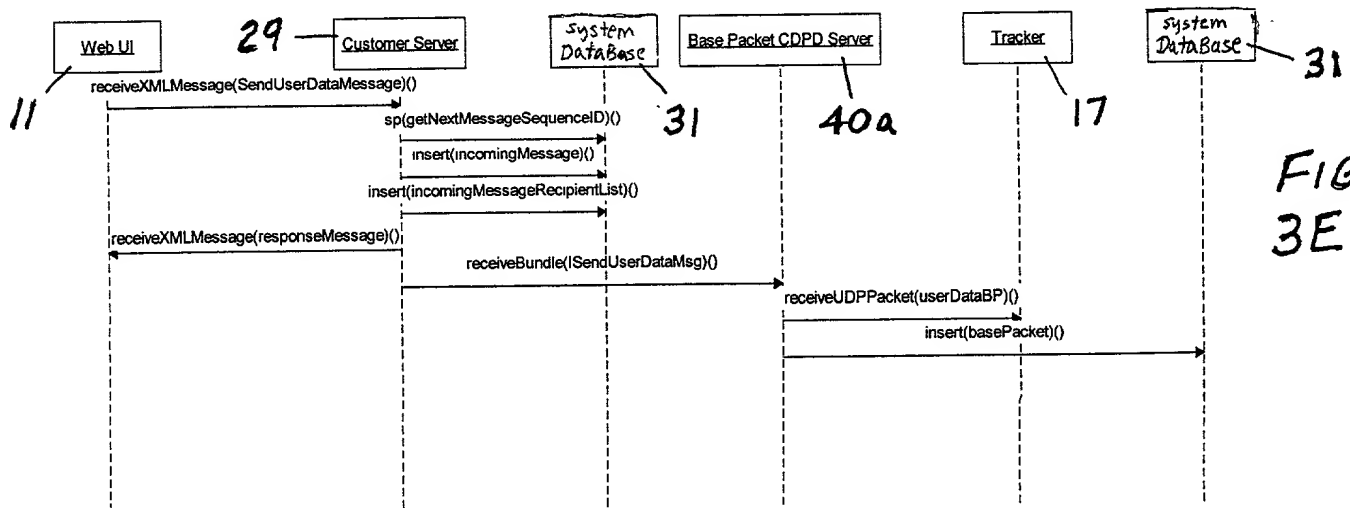 Web UI
29
Customer Server
system
DataBase
Base Packet CDPD Server
Tracker
system
DataBase
11
31
40a
17
31
receiveXMLMessage(SendUserDataMessage)()
sp(getNextMessageSequenceID)()
insert(incomingMessage)()
insert(incomingMessageRecipientList)()
receiveXMLMessage(responseMessage)()
receiveBundle(ISendUserDataMsg)()
receiveUDPPacket(userDataBP)()
insert(basePacket)()
FIG
3E